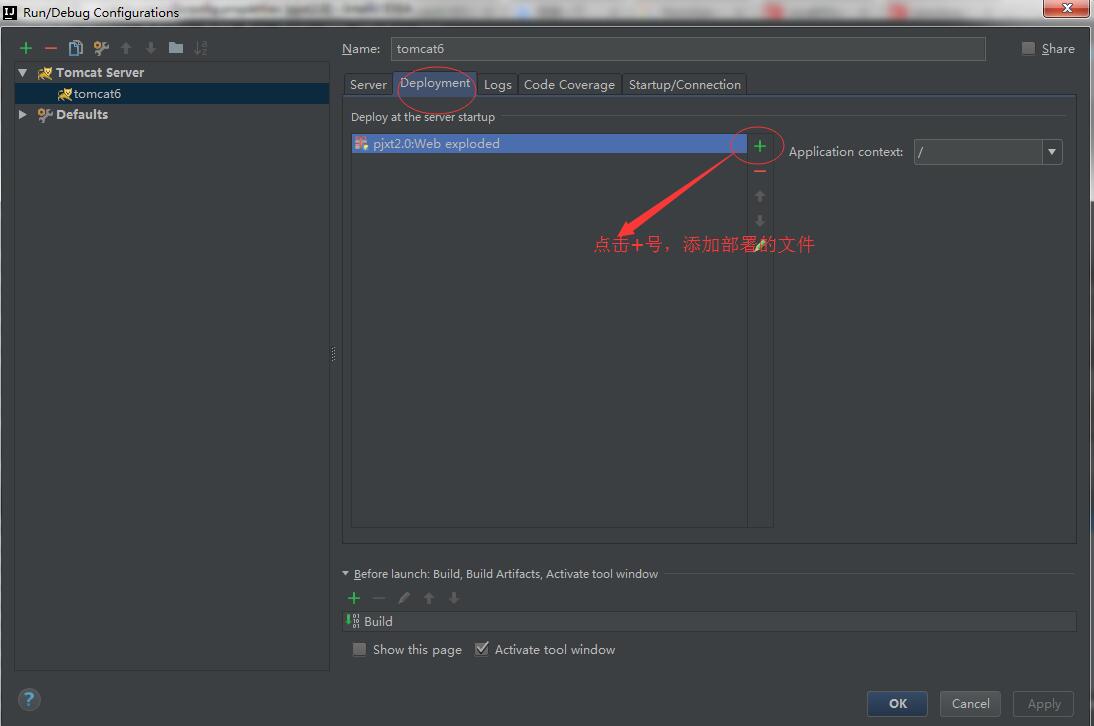 Run/Debug Configurations
Name: tomcat6
Share
Tomcat Server
tomcat6
Defaults
Server
Deployment
Logs
Code Coverage
Startup/Connection
Deploy at the server startup
pjxt2.0:Web exploded
Application context: /
点击+号，添加部署的文件
Before launch: Build, Build Artifacts, Activate tool window
Build
Show this page
Activate tool window
OK
Cancel
Apply